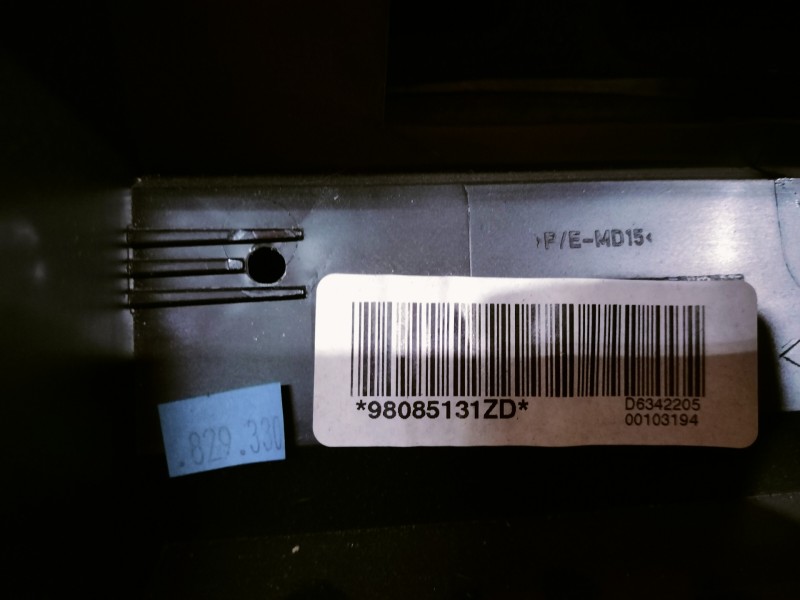 >P/E-MD15<
*98085131ZD*
D6342205
00103194
.829.330